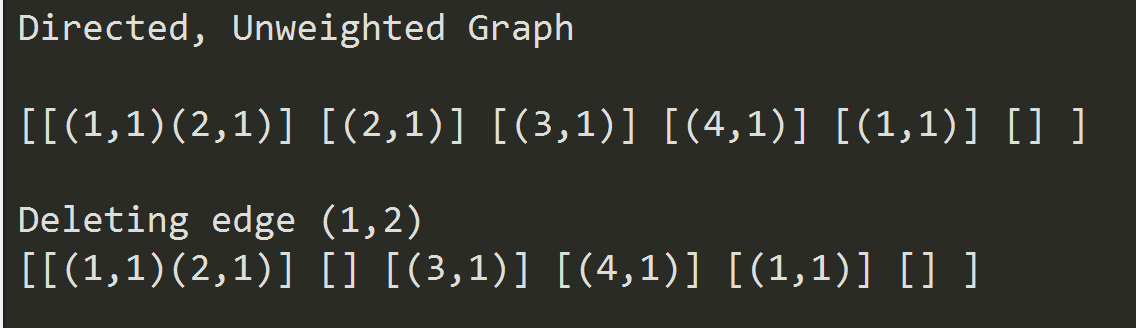 Directed, Unweighted Graph
[[(1,1)(2,1)] [(2,1)] [(3,1)] [(4,1)] [(1,1)] [] ]
Deleting edge (1,2)
[[(1,1)(2,1)] [] [(3,1)] [(4,1)] [(1,1)] [] ]